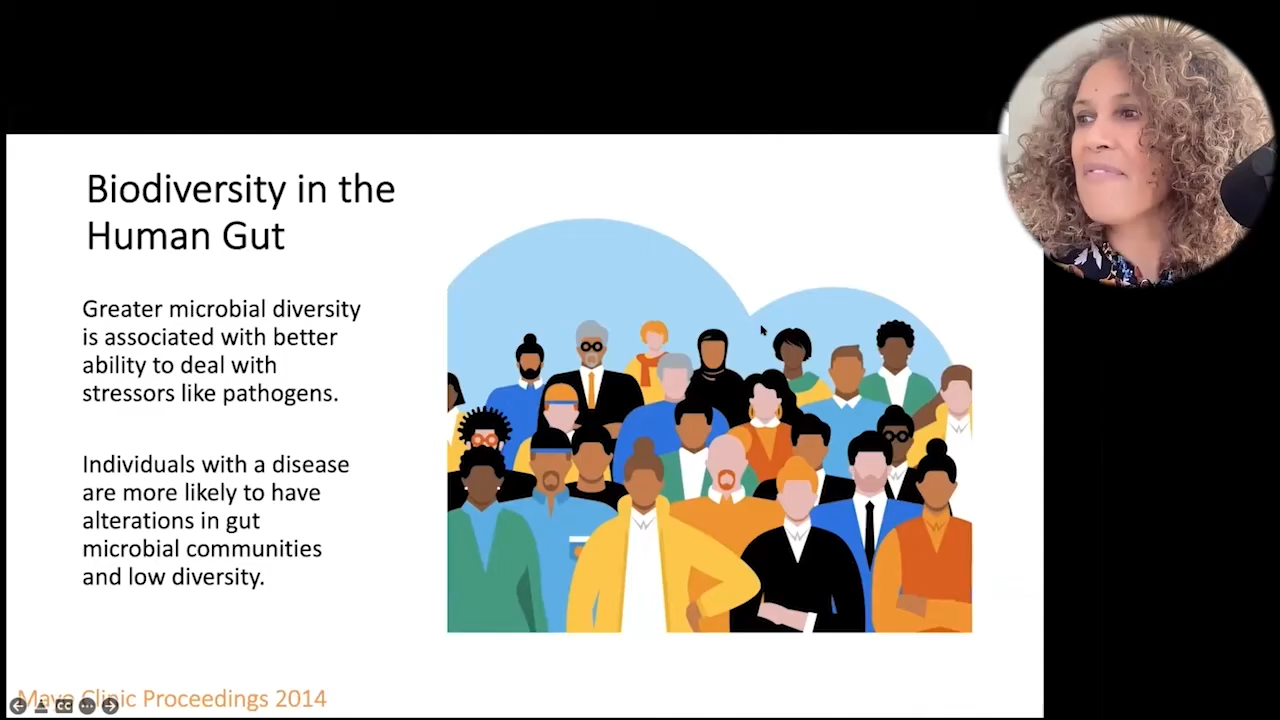 Biodiversity in the
Human Gut
Greater microbial diversity
is associated with better
ability to deal with
stressors like pathogens.
Individuals with a disease
are more likely to have
alterations in gut
microbial communities
and low diversity.
Mayo Clinic Proceedings 2014
CC